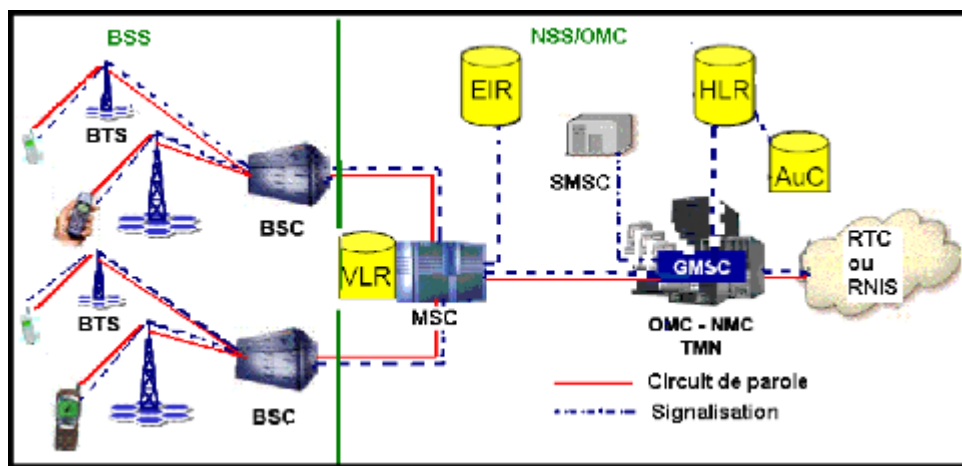 BSS
NSS/OMC
EIR
HLR
BTS
SMSC
AuC
BSC
VLR
GMSC
RTC
ou
RNIS
MSC
BTS
OMC - NMC
TMN
BSC
Circuit de parole
Signalisation